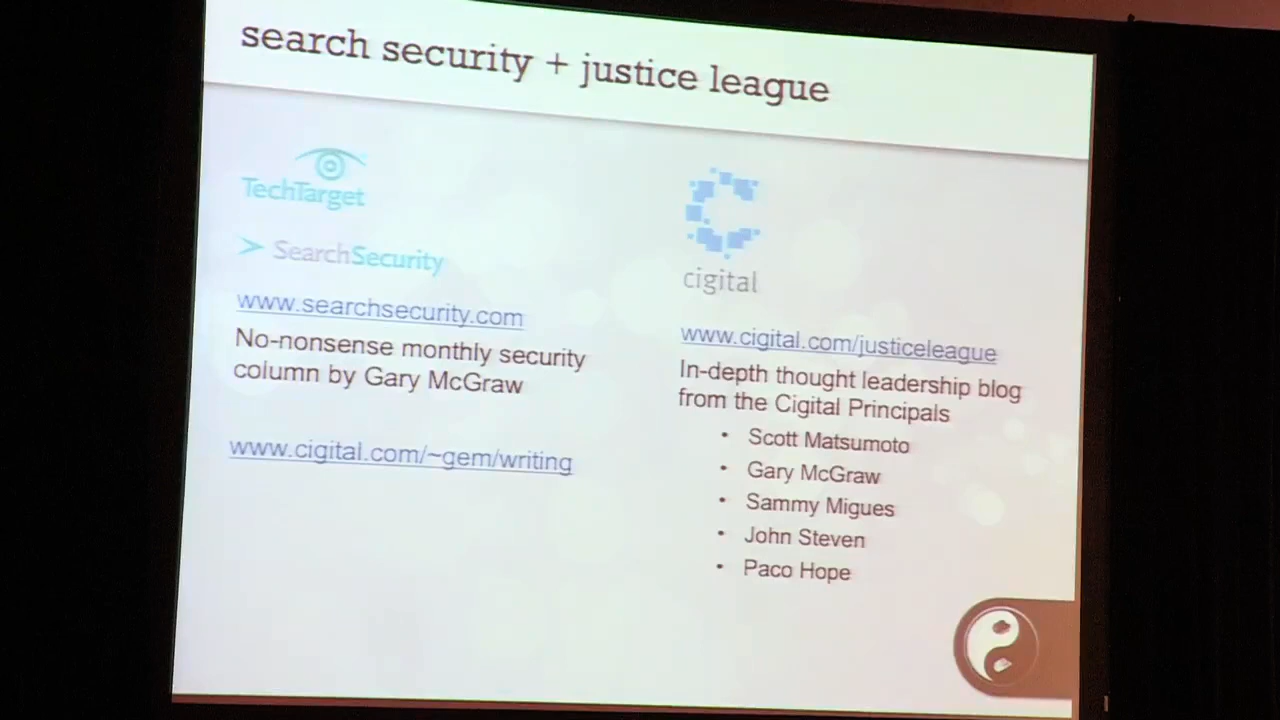 search security + justice league
TechTarget
SearchSecurity
www.searchsecurity.com
No-nonsense monthly security
column by Gary McGraw
www.cigital.com/~gem/writing
cigital
www.cigital.com/justiceleague
In-depth thought leadership blog
from the Cigital Principals
• Scott Matsumoto
• Gary McGraw
• Sammy Migues
• John Steven
• Paco Hope